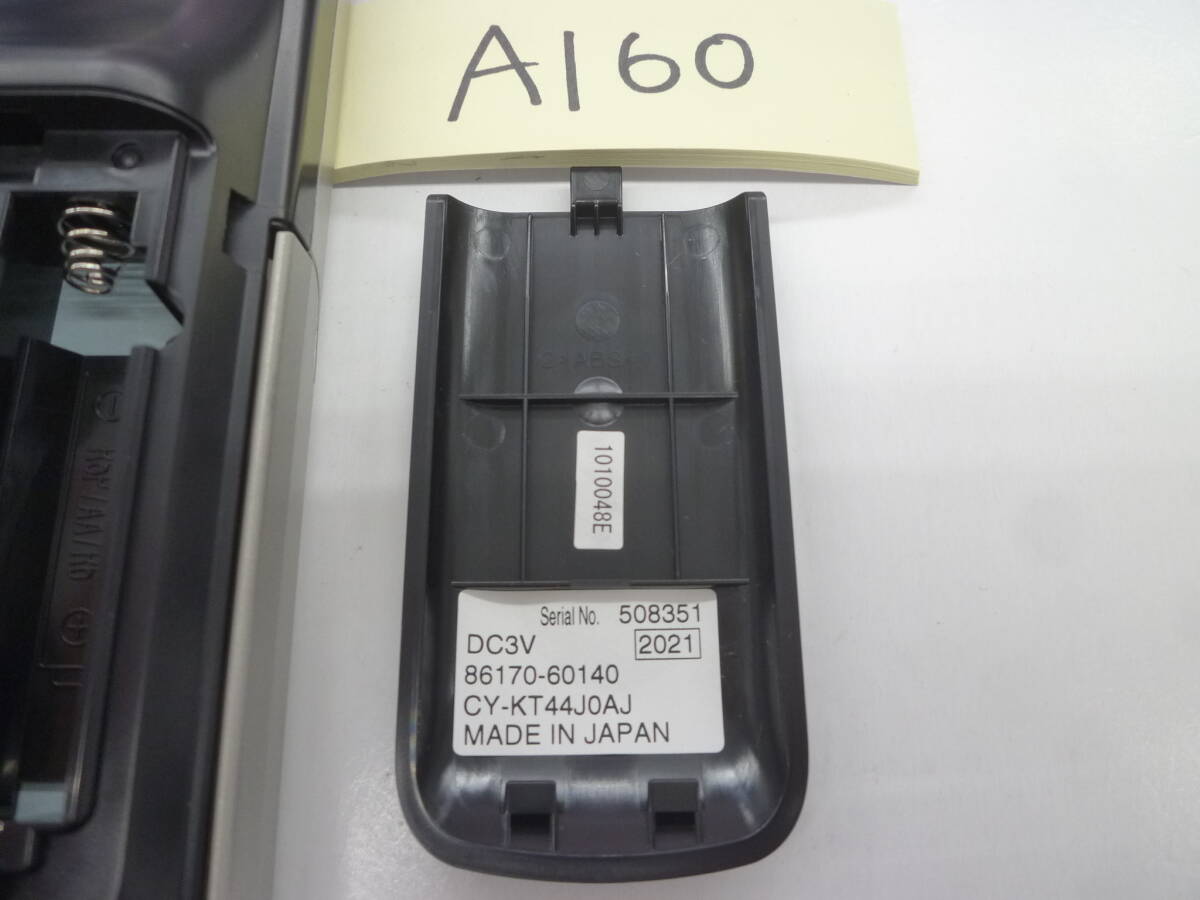 A160
1010048E
Serial No. 508351
DC3V 2021
86170-60140
CY-KT44J0AJ
MADE IN JAPAN